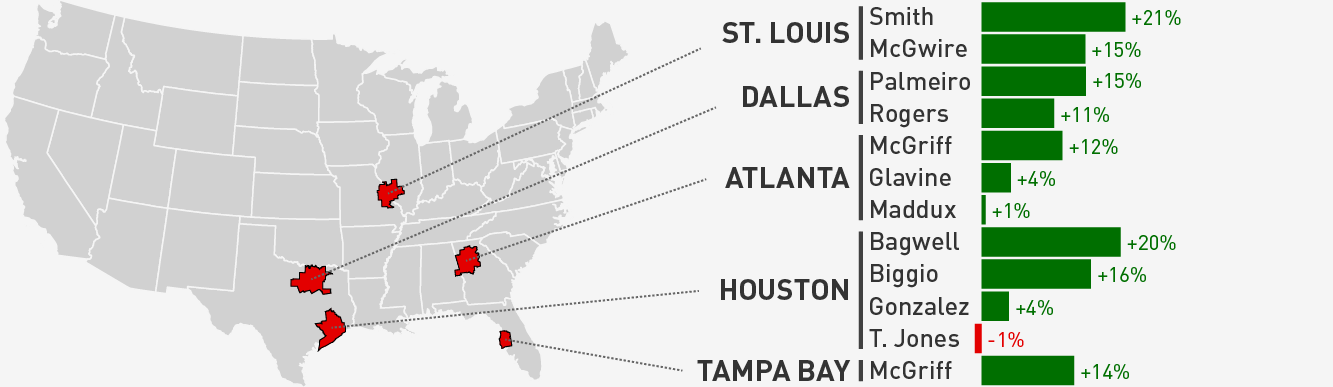 ST. LOUIS
Smith +21%
McGwire +15%
DALLAS
Palmeiro +15%
Rogers +11%
ATLANTA
McGriff +12%
Glavine +4%
Maddux +1%
HOUSTON
Bagwell +20%
Biggio +16%
Gonzalez +4%
T. Jones -1%
TAMPA BAY
McGriff +14%